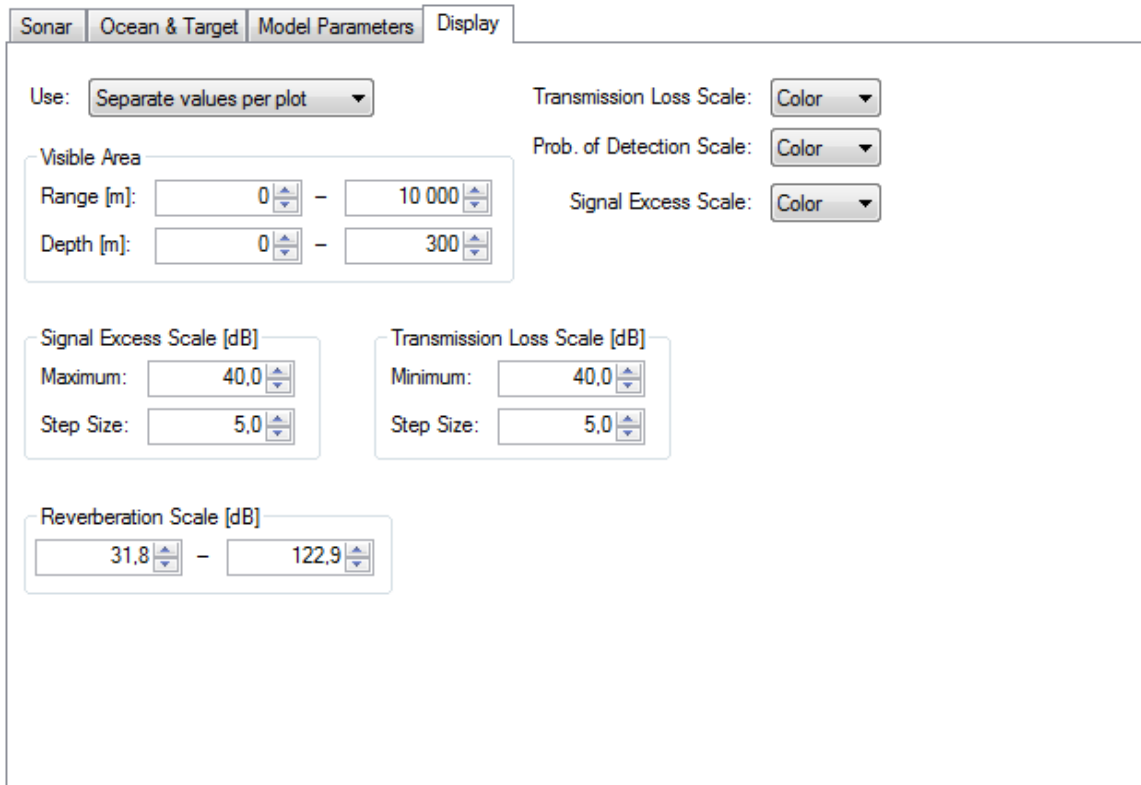 Sonar Ocean & Target Model Parameters Display
Use: Separate values per plot
Transmission Loss Scale: Color
Prob. of Detection Scale: Color
Signal Excess Scale: Color
Visible Area
Range [m]: 0 – 10 000
Depth [m]: 0 – 300
Signal Excess Scale [dB]
Maximum: 40,0
Step Size: 5,0
Transmission Loss Scale [dB]
Minimum: 40,0
Step Size: 5,0
Reverberation Scale [dB]
31,8 – 122,9